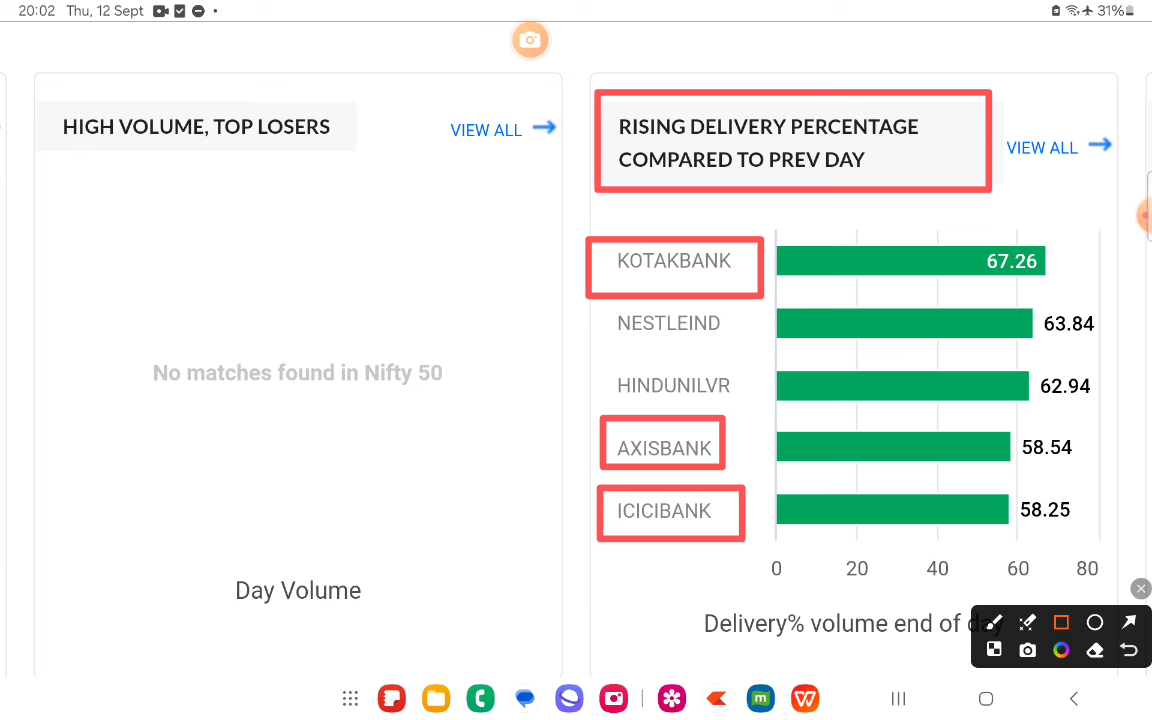 20:02 Thu, 12 Sept
31%
HIGH VOLUME, TOP LOSERS
VIEW ALL
No matches found in Nifty 50
Day Volume
RISING DELIVERY PERCENTAGE
COMPARED TO PREV DAY
VIEW ALL
KOTAKBANK 67.26
NESTLEIND 63.84
HINDUNILVR 62.94
AXISBANK 58.54
ICICIBANK 58.25
0 20 40 60 80
Delivery% volume end of day
m
W